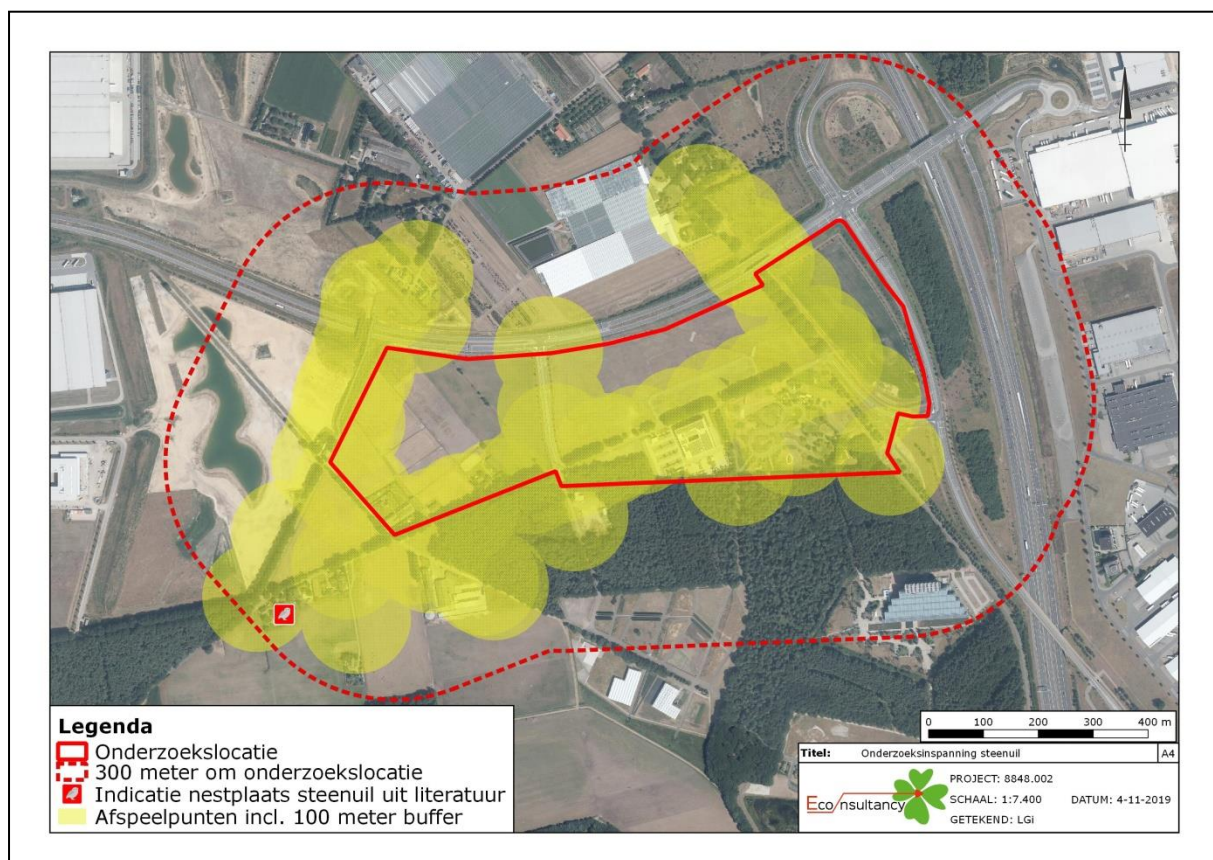 Legenda
Onderzoekslocatie
300 meter om onderzoekslocatie
Indicatie nestplaats steenuil uit literatuur
Afspeelpunten incl. 100 meter buffer
0 100 200 300 400 m
Titel: Onderzoeksinspanning steenuil A4
Econsultancy
PROJECT: 8848.002
SCHAAL: 1:7.400 DATUM: 4-11-2019
GETEKEND: LGi